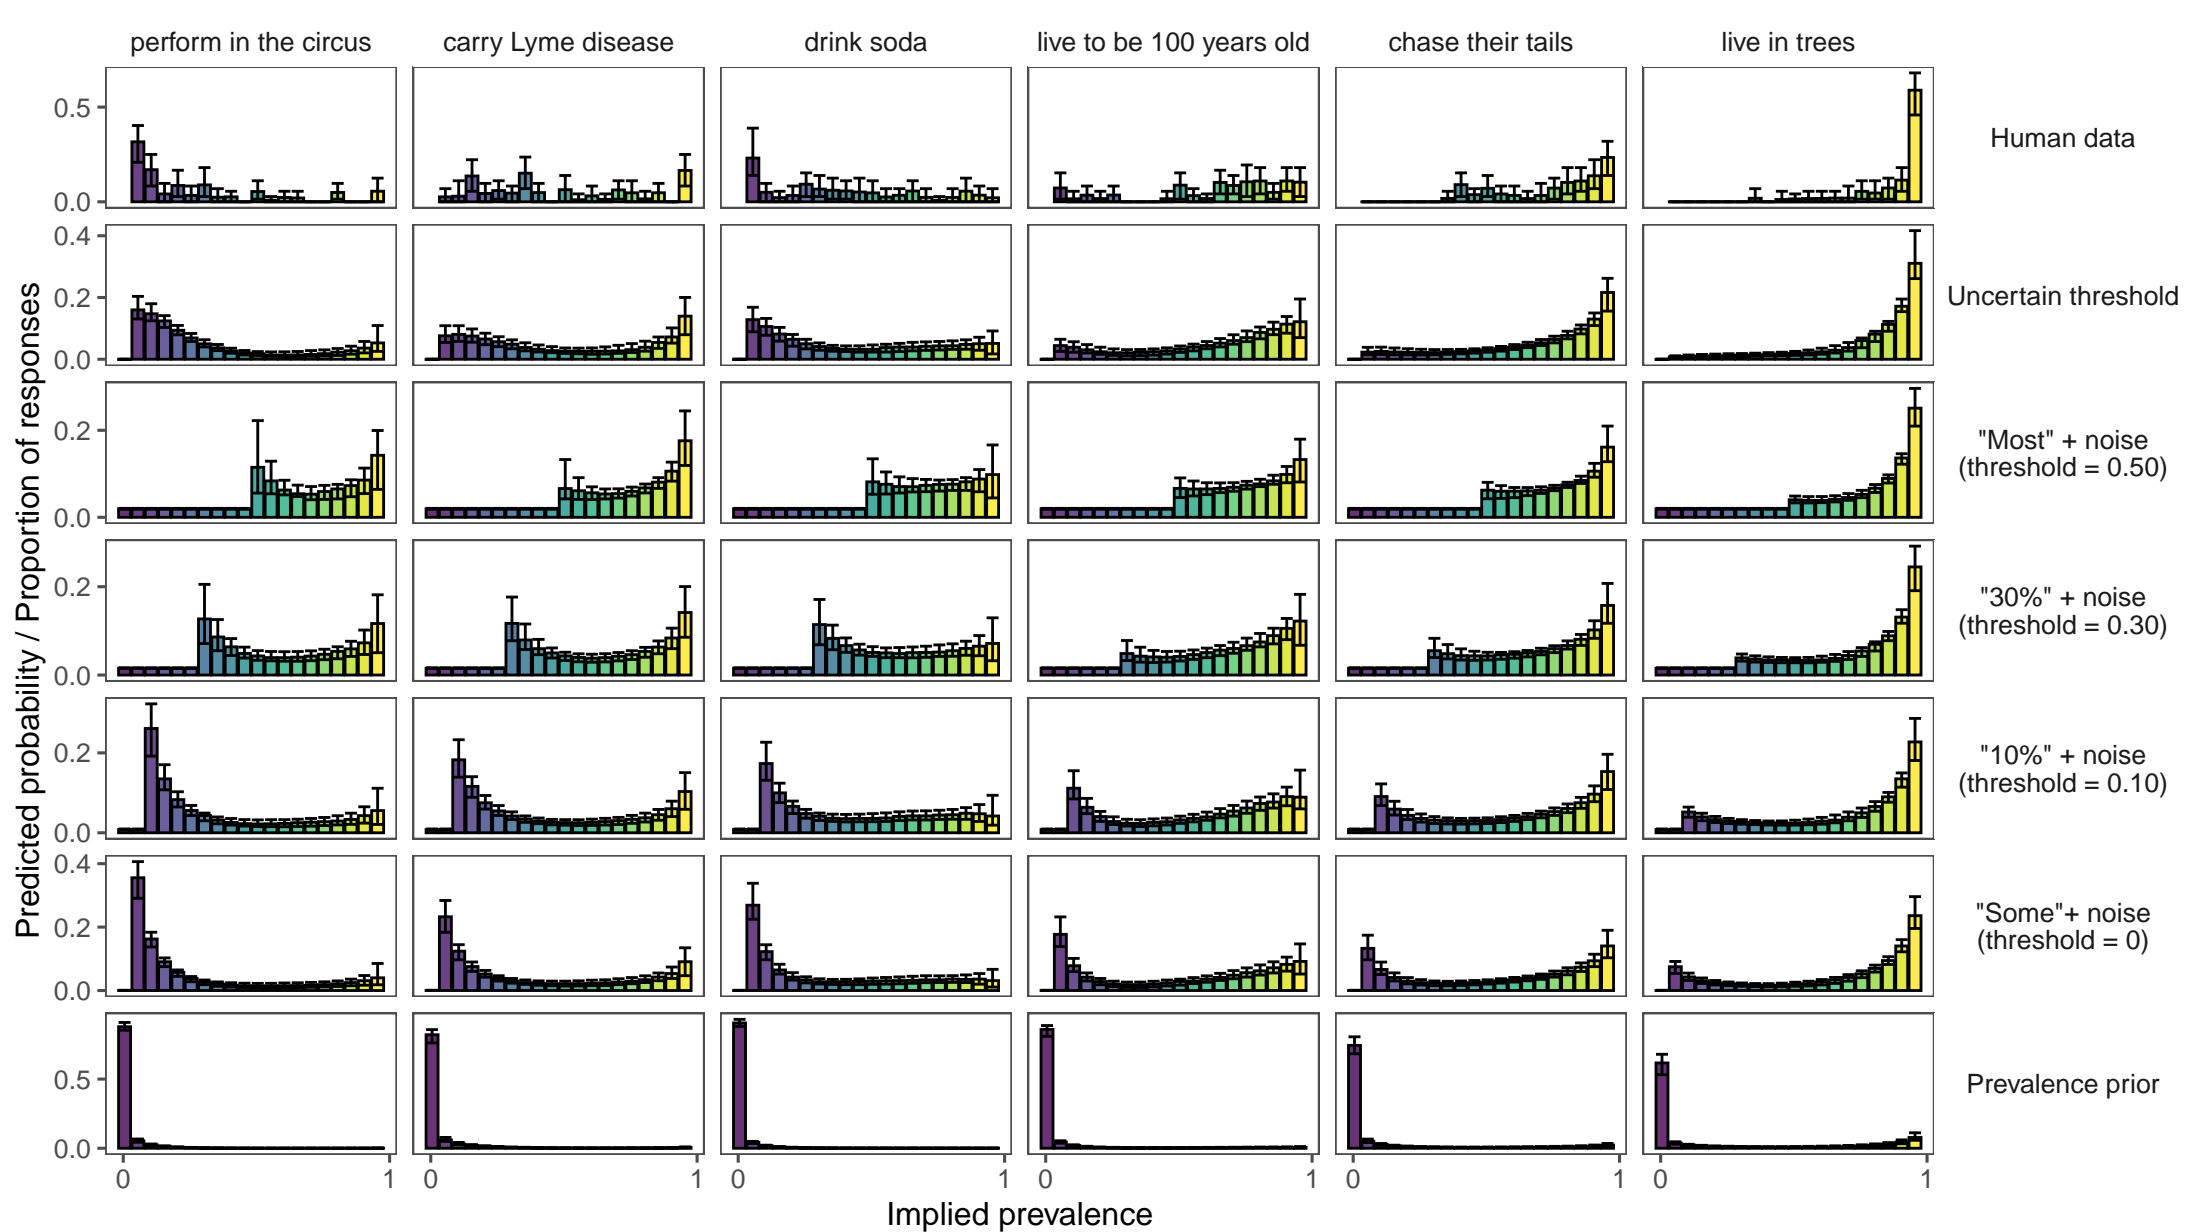 perform in the circus
carry Lyme disease
drink soda
live to be 100 years old
chase their tails
live in trees
0.5
0.0
Human data
0.4
0.2
0.0
Uncertain threshold
0.2
0.0
"Most" + noise
(threshold = 0.50)
0.2
0.0
"30%" + noise
(threshold = 0.30)
0.2
0.0
"10%" + noise
(threshold = 0.10)
0.4
0.2
0.0
"Some"+ noise
(threshold = 0)
0.5
0.0
Prevalence prior
0 1
0 1
0 1
0 1
0 1
0 1
Implied prevalence
Predicted probability / Proportion of responses